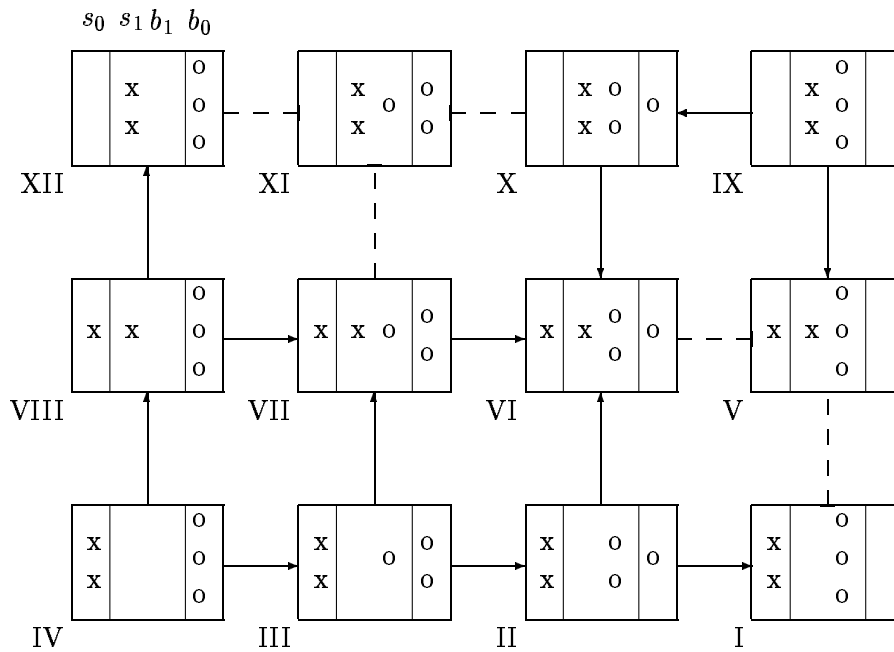 s₀ s₁ b₁ b₀
o o
x x x o x o
o o o o o
x x x o x
o o o
XII XI X IX
o o
x x o x x o o x x o o x x o
o o o o
VIII VII VI V
o o
x x o x o x
o o o o
x x x o x o
o o
IV III II I